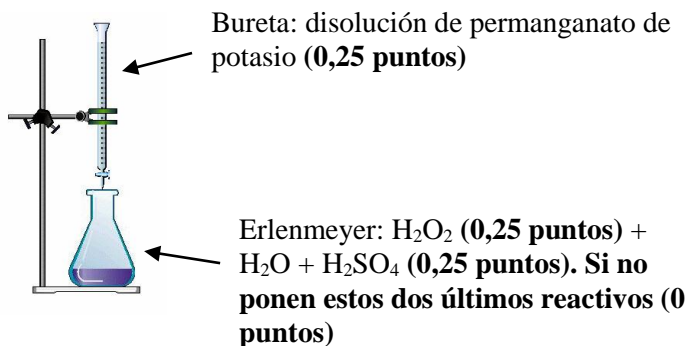 Bureta: disolución de permanganato de
potasio (0,25 puntos)
Erlenmeyer: H₂O₂ (0,25 puntos) +
H₂O + H₂SO₄ (0,25 puntos). Si no
ponen estos dos últimos reactivos (0
puntos)